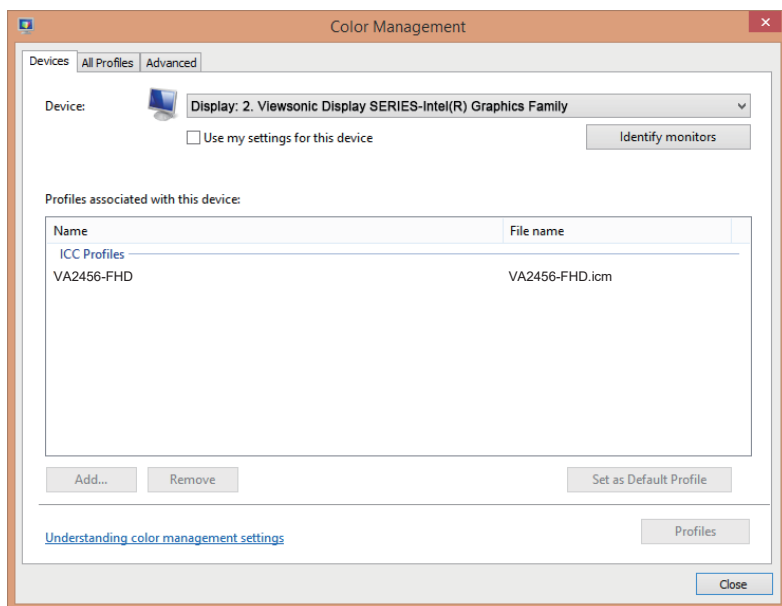 Color Management
Devices All Profiles Advanced
Device: Display: 2. Viewsonic Display SERIES-Intel(R) Graphics Family
Use my settings for this device Identify monitors
Profiles associated with this device:
Name File name
ICC Profiles
VA2456-FHD VA2456-FHD.icm
Add... Remove Set as Default Profile
Understanding color management settings Profiles
Close